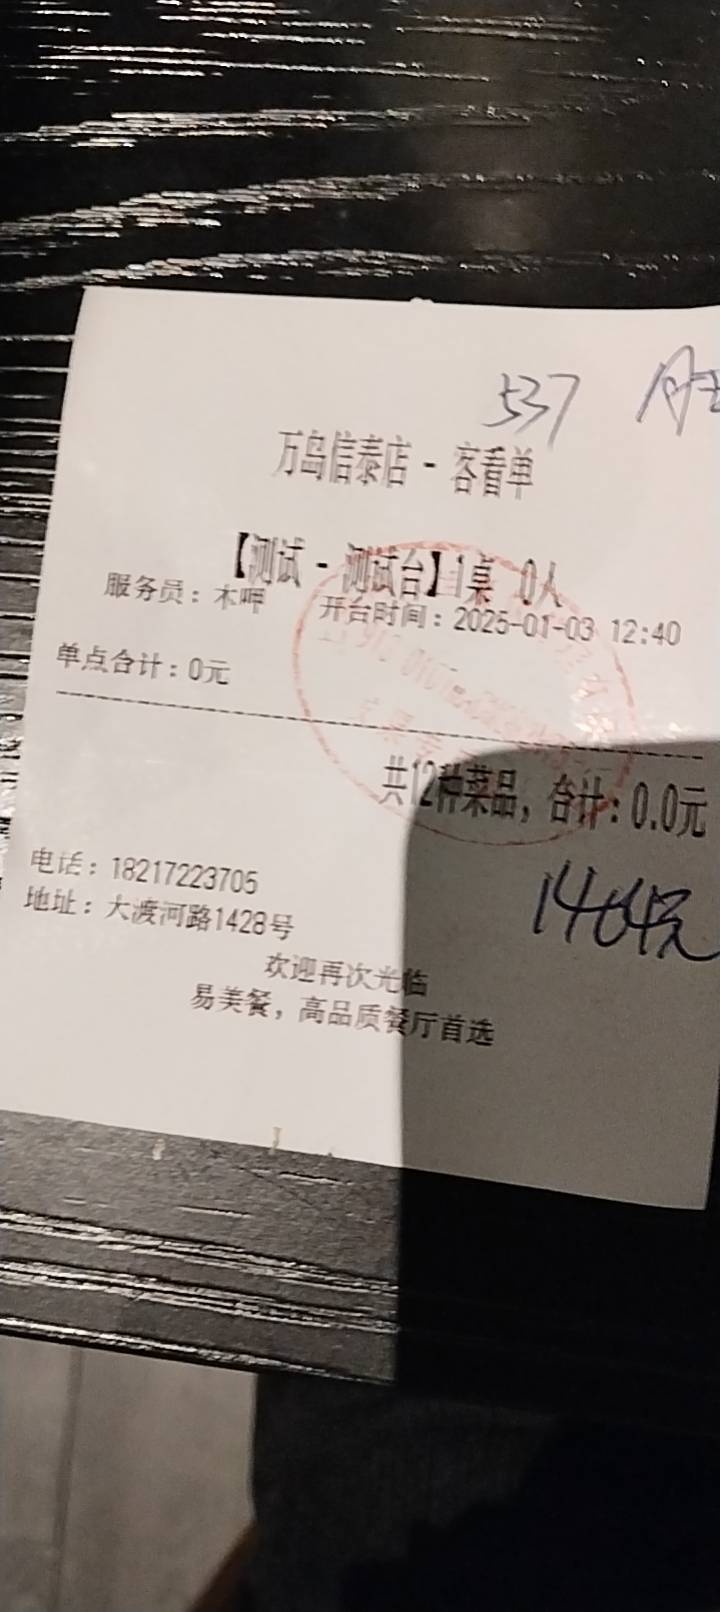 537
万岛信泰店 - 客看单
【测试 - 测试台】1桌 0人
服务员：木呷 开台时间：2025-01-03 12:40
单点合计：0元
共12种菜品，合计：0.0元
1464元
电话：18217223705
地址：大渡河路1428号
欢迎再次光临
易美餐，高品质餐厅首选